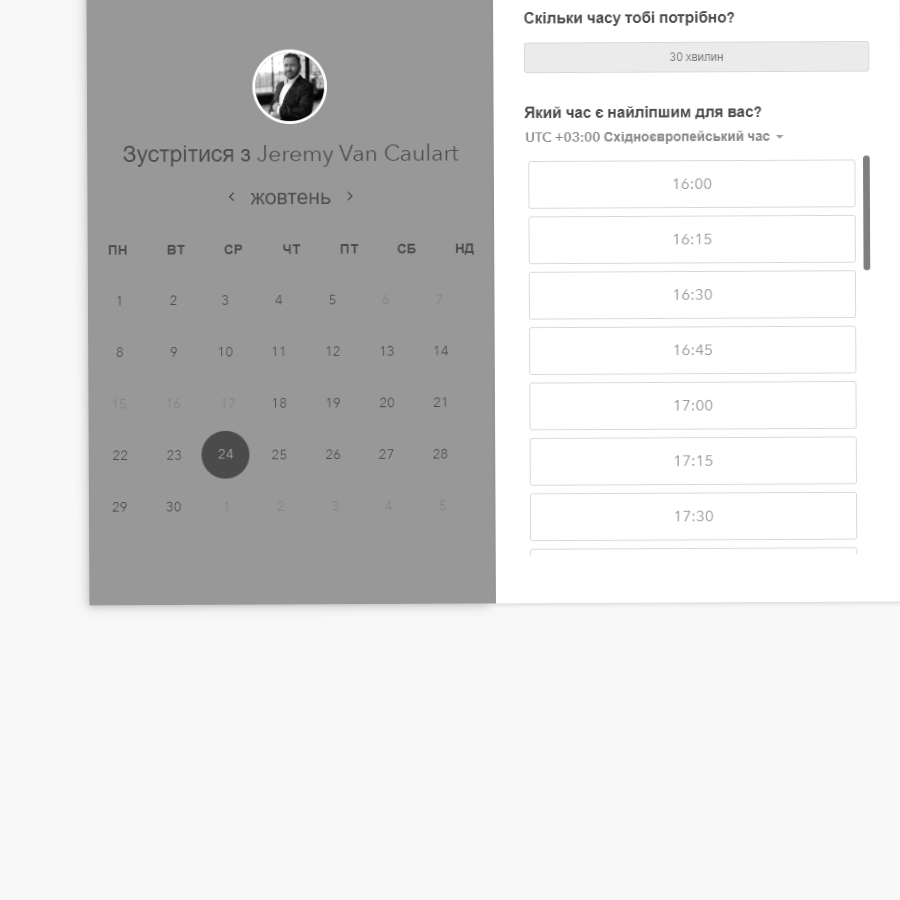 Зустрітися з Jeremy Van Caulart
жовтень
ПН ВТ СР ЧТ ПТ СБ НД
1 2 3 4 5 6 7
8 9 10 11 12 13 14
15 16 17 18 19 20 21
22 23 24 25 26 27 28
29 30 1 2 3 4 5
Скільки часу тобі потрібно?
30 хвилин
Який час є найліпшим для вас?
UTC +03:00 Східноєвропейський час
16:00
16:15
16:30
16:45
17:00
17:15
17:30